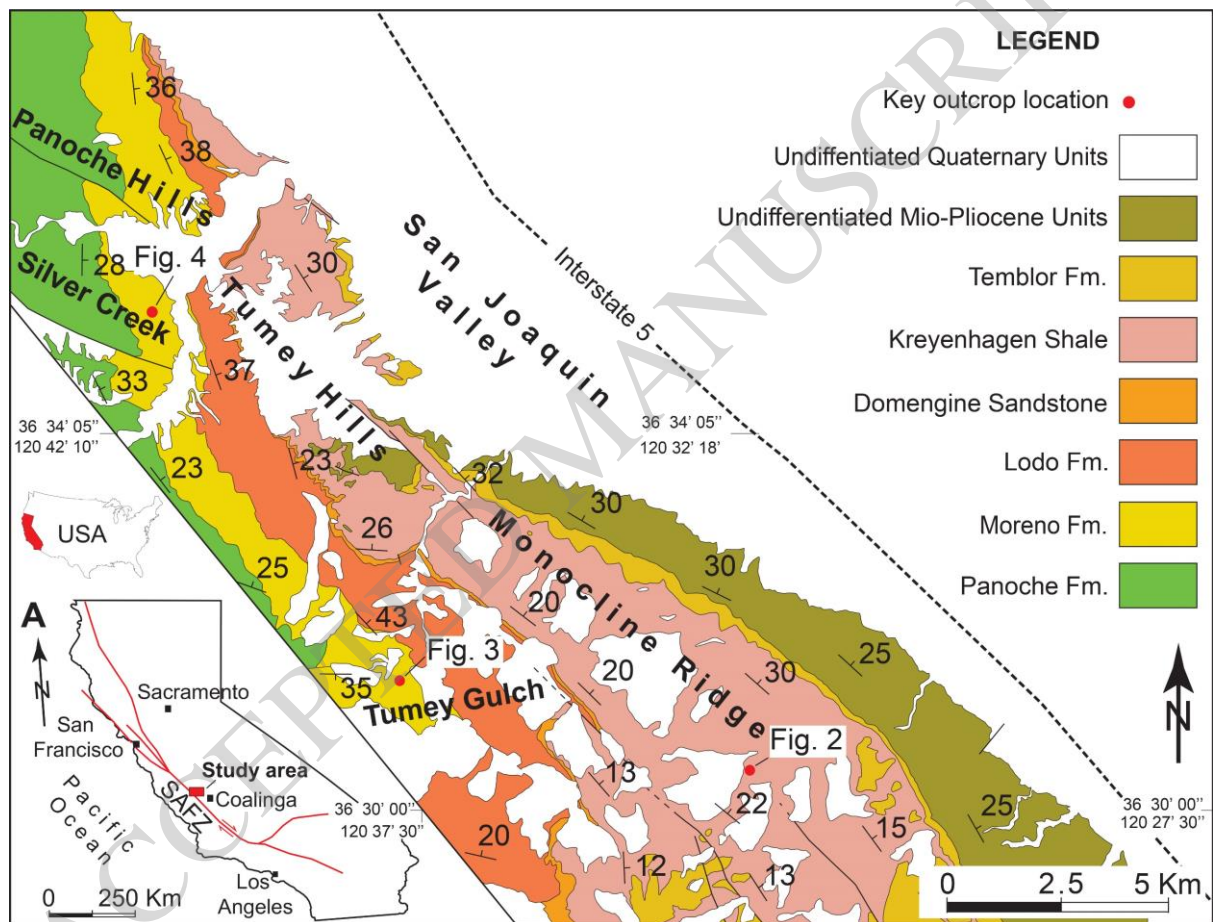 LEGEND
Key outcrop location
Undiffentiated Quaternary Units
Undifferentiated Mio-Pliocene Units
Temblor Fm.
Kreyenhagen Shale
Domengine Sandstone
Lodo Fm.
Moreno Fm.
Panoche Fm.
N
36
38
Panoche Hills
28
Fig. 4
Silver Creek
33
37
30
Tumey Hills
San Joaquin
Valley
Interstate 5
36 34' 05"
120 42' 10"
36 34' 05"
120 32' 18'
23
23
32
30
26
Monocline Ridge
USA
25
43
20
30
20
30
25
35
Fig. 3
Tumey Gulch
Fig. 2
13
22
15
25
20
12
13
36 30' 00"
120 37' 30"
36 30' 00"
120 27' 30"
0 2.5 5 Km
A
N
Sacramento
San
Francisco
Study area
Coalinga
SAFZ
Pacific
Ocean
Los
Angeles
0 250 Km
ACCEPTED MANUSCRI